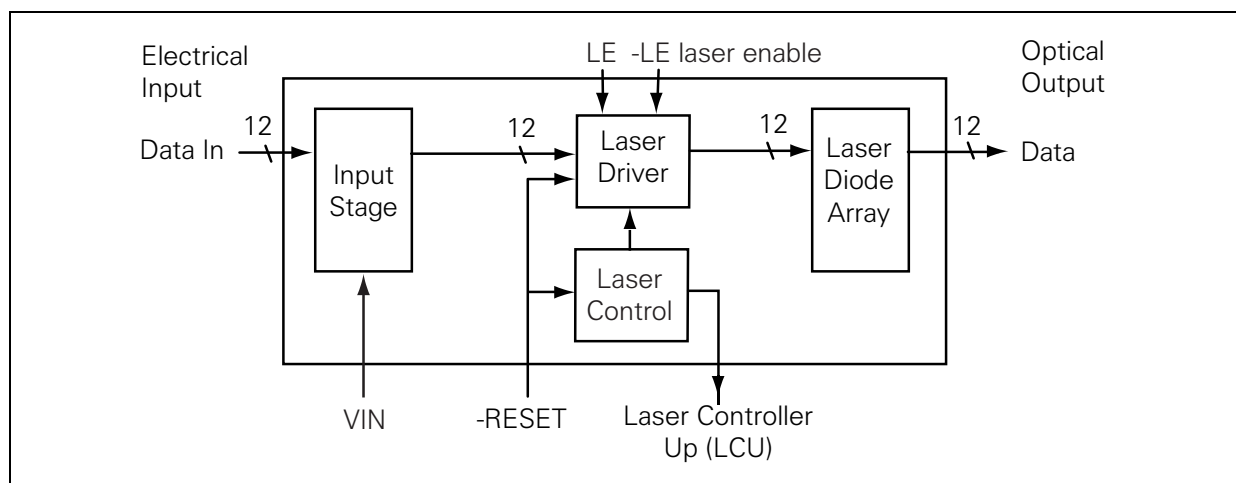 Electrical
Input
LE -LE laser enable
Optical
Output
12
Data In
Input
Stage
12
Laser
Driver
12
Laser
Diode
Array
12
Data
Laser
Control
VIN
-RESET
Laser Controller
Up (LCU)